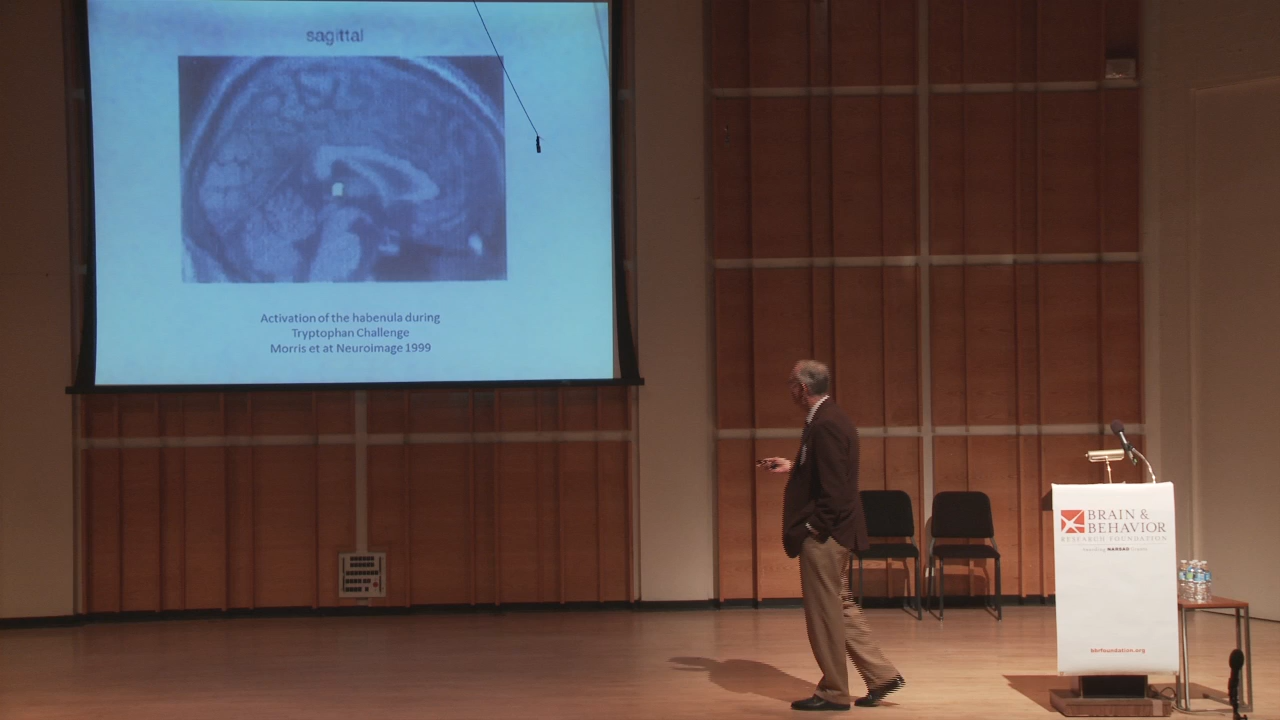 sagittal
Activation of the habenula during
Tryptophan Challenge
Morris et at Neuroimage 1999
BRAIN &
BEHAVIOR
RESEARCH FOUNDATION
NARSAD
bbrfoundation.org